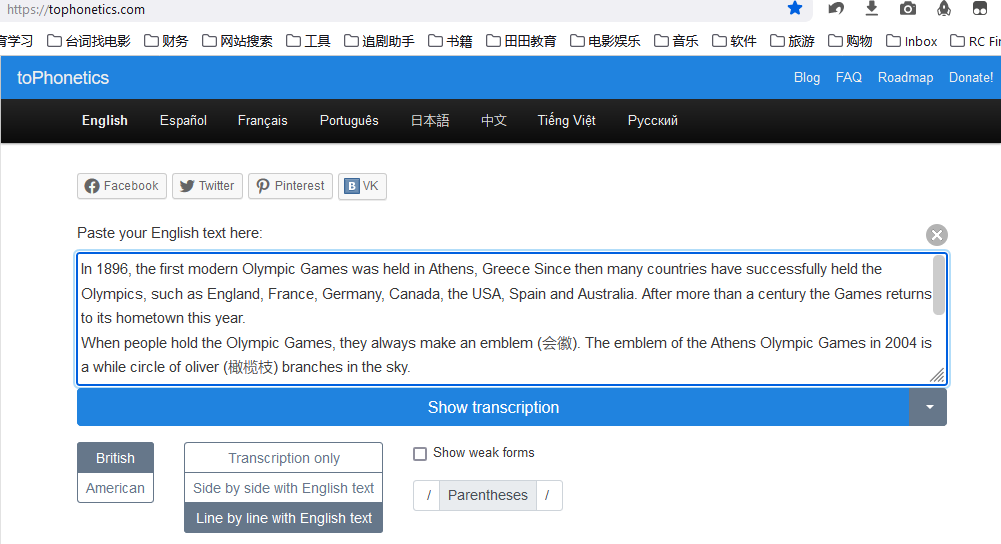 https://tophonetics.com
育学习 台词找电影 财务 网站搜索 工具 追剧助手 书籍 田田教育 电影娱乐 音乐 软件 旅游 购物 Inbox RC Fir
toPhonetics Blog FAQ Roadmap Donate!
English Español Français Português 日本語 中文 Tiếng Việt Русский
Facebook Twitter Pinterest B VK
Paste your English text here:
In 1896, the first modern Olympic Games was held in Athens, Greece Since then many countries have successfully held the
Olympics, such as England, France, Germany, Canada, the USA, Spain and Australia. After more than a century the Games returns
to its hometown this year.
When people hold the Olympic Games, they always make an emblem (会徽). The emblem of the Athens Olympic Games in 2004 is
a while circle of oliver (橄榄枝) branches in the sky.
Show transcription
British Transcription only Show weak forms
American Side by side with English text / Parentheses /
Line by line with English text